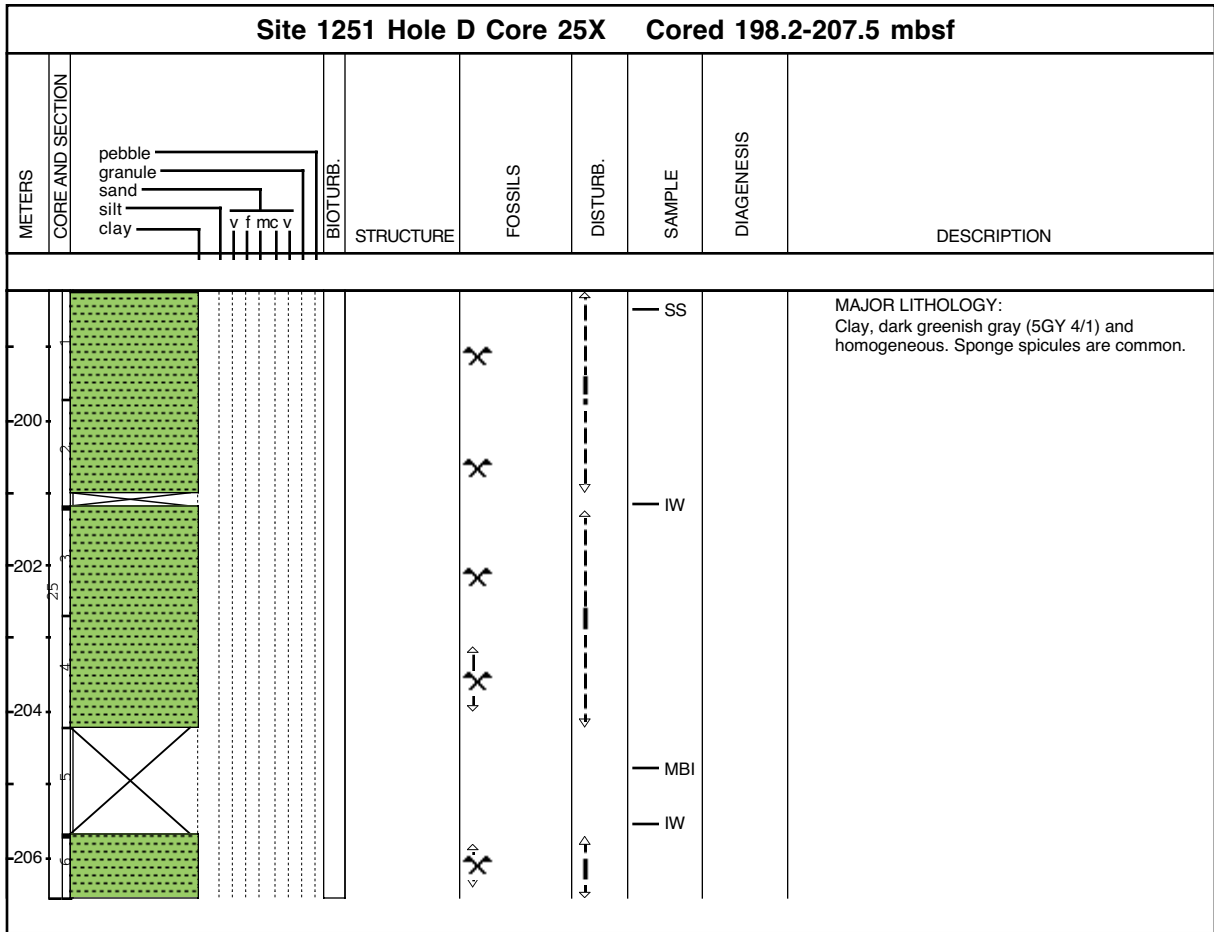 Site 1251 Hole D Core 25X Cored 198.2-207.5 mbsf
METERS
CORE AND SECTION
pebble
granule
sand
silt
clay
v f m c v
BIOTURB.
STRUCTURE
FOSSILS
DISTURB.
SAMPLE
DIAGENESIS
DESCRIPTION
1
SS
MAJOR LITHOLOGY:
Clay, dark greenish gray (5GY 4/1) and
homogeneous. Sponge spicules are common.
-200
2
IW
3
-202
25
4
-204
5
MBI
IW
-206
6